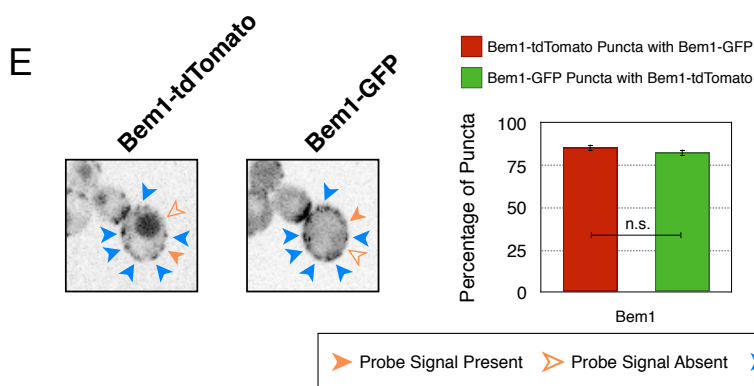 E
Bem1-tdTomato
Bem1-GFP
Bem1-tdTomato Puncta with Bem1-GFP
Bem1-GFP Puncta with Bem1-tdTomato
Percentage of Puncta
100
75
50
25
0
n.s.
Bem1
Probe Signal Present
Probe Signal Absent